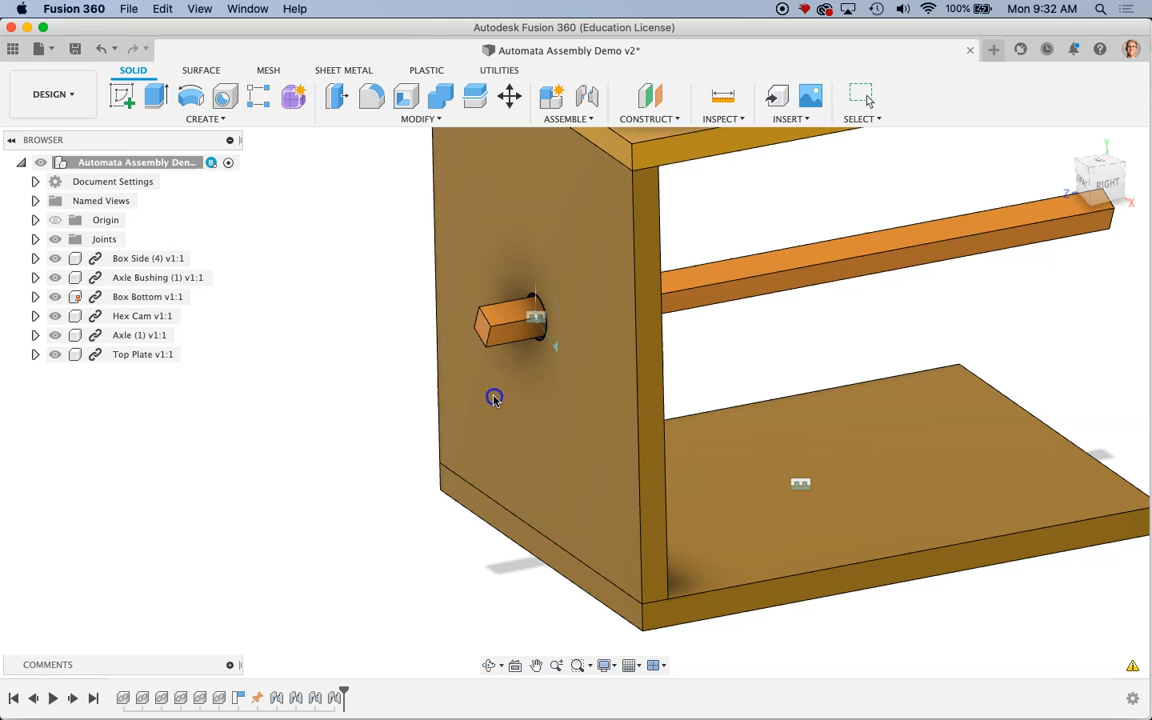 Fusion 360 File Edit View Window Help 100% Mon 9:32 AM
Autodesk Fusion 360 (Education License)
Automata Assembly Demo v2*
SOLID SURFACE MESH SHEET METAL PLASTIC UTILITIES
DESIGN
CREATE MODIFY ASSEMBLE CONSTRUCT INSPECT INSERT SELECT
BROWSER
Automata Assembly Den...
Document Settings
Named Views
Origin
Joints
Box Side (4) v1:1
Axle Bushing (1) v1:1
Box Bottom v1:1
Hex Cam v1:1
Axle (1) v1:1
Top Plate v1:1
Y
RIGHT
Z
X
COMMENTS